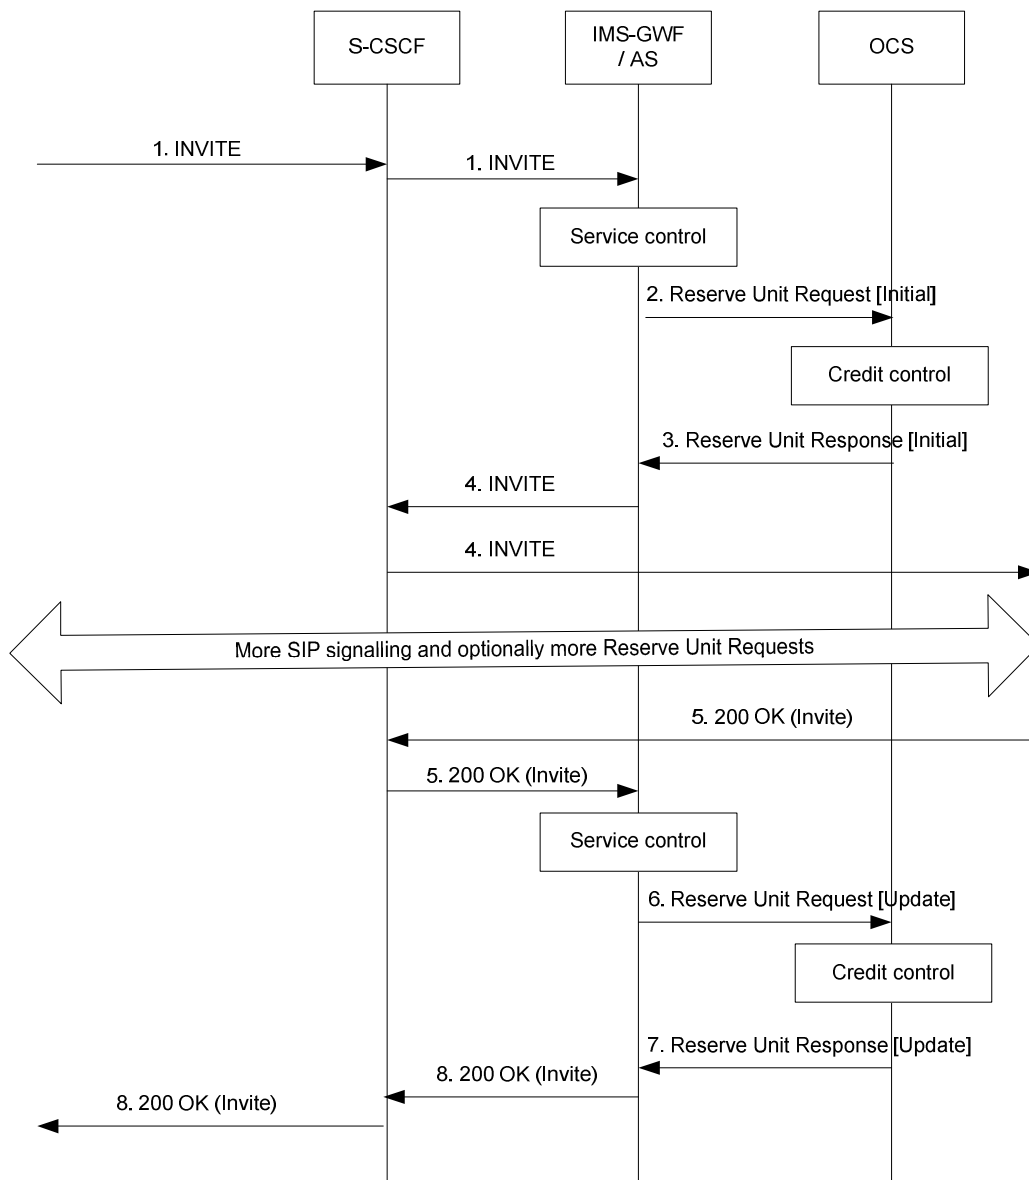 S-CSCF
IMS-GWF
/ AS
OCS
1. INVITE
1. INVITE
Service control
2. Reserve Unit Request [Initial]
Credit control
3. Reserve Unit Response [Initial]
4. INVITE
4. INVITE
More SIP signalling and optionally more Reserve Unit Requests
5. 200 OK (Invite)
5. 200 OK (Invite)
Service control
6. Reserve Unit Request [Update]
Credit control
7. Reserve Unit Response [Update]
8. 200 OK (Invite)
8. 200 OK (Invite)